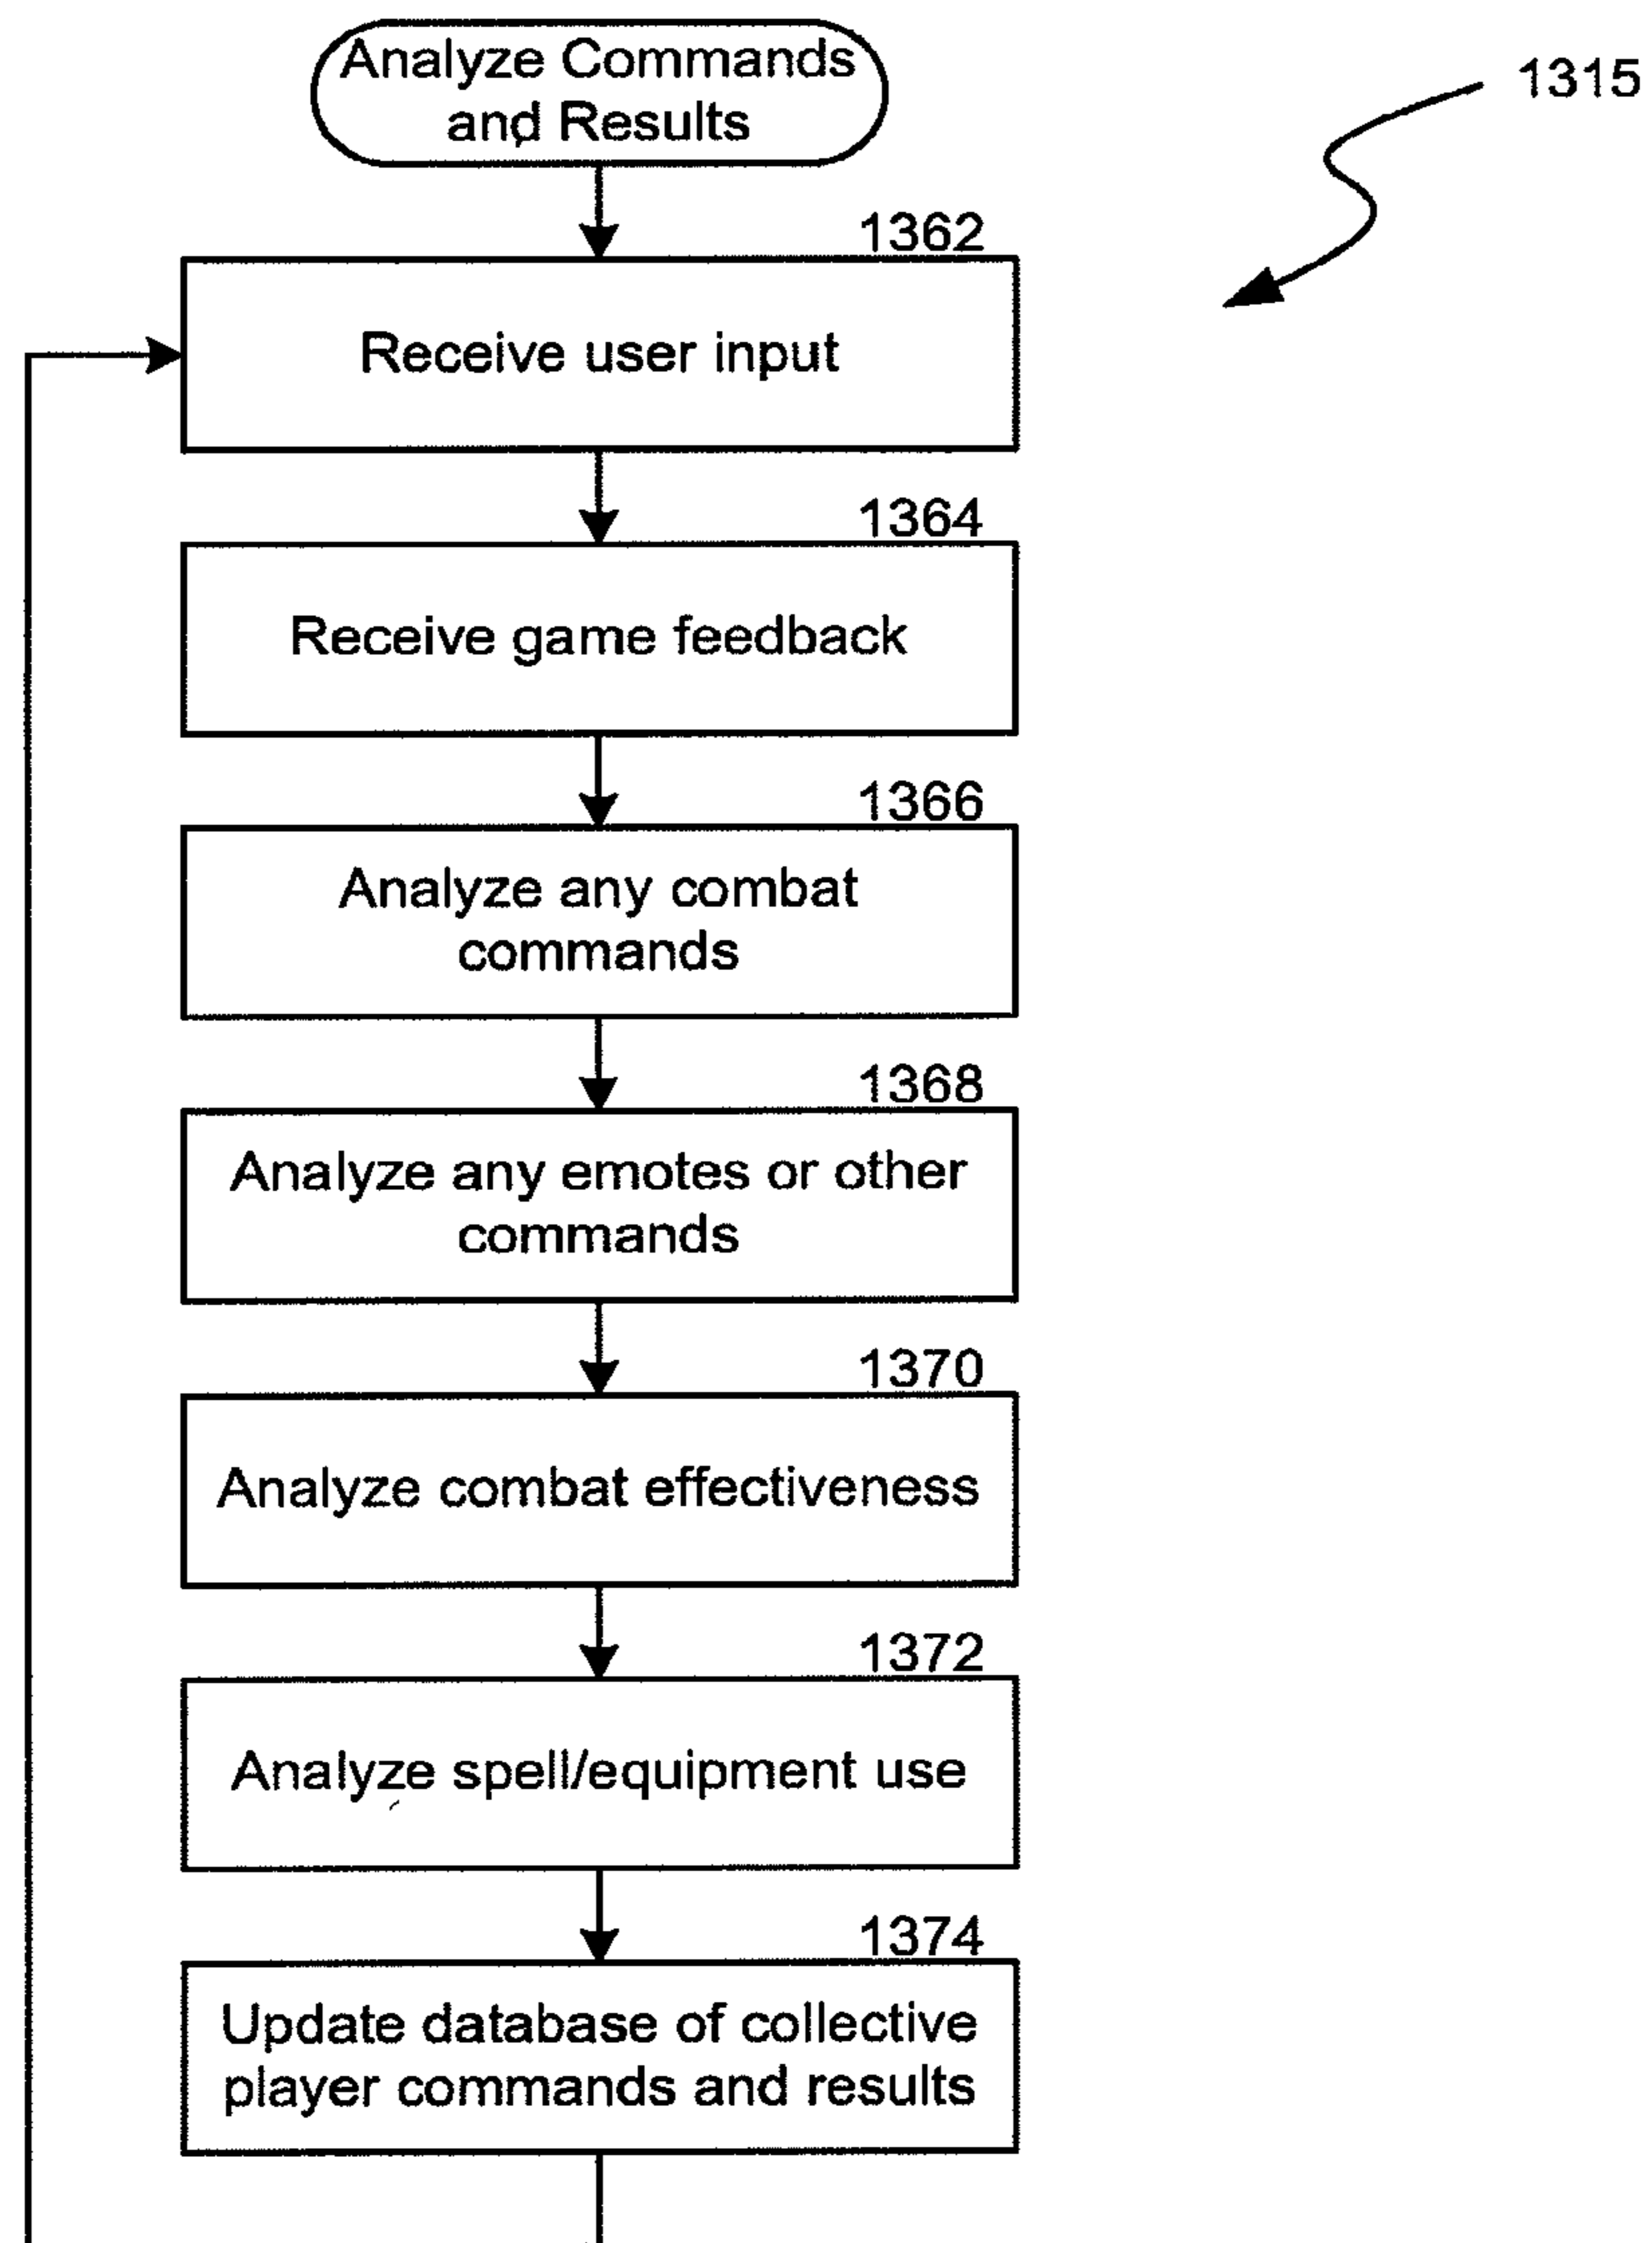 Analyze Commands
and Results
1315
1362
Receive user input
1364
Receive game feedback
1366
Analyze any combat
commands
1368
Analyze any emotes or other
commands
1370
Analyze combat effectiveness
1372
Analyze spell/equipment use
1374
Update database of collective
player commands and results